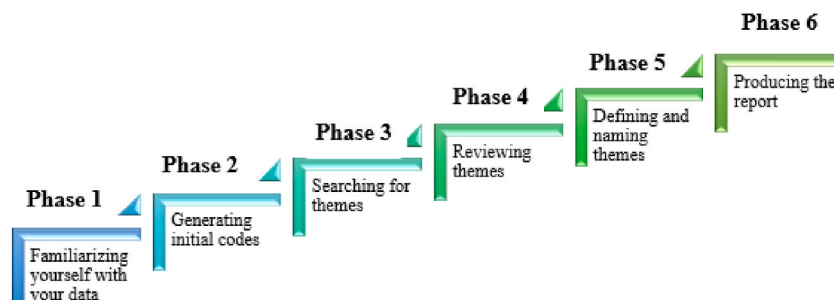 Phase 1
Familiarizing
yourself with
your data
Phase 2
Generating
initial codes
Phase 3
Searching for
themes
Phase 4
Reviewing
themes
Phase 5
Defining and
naming
themes
Phase 6
Producing the
report